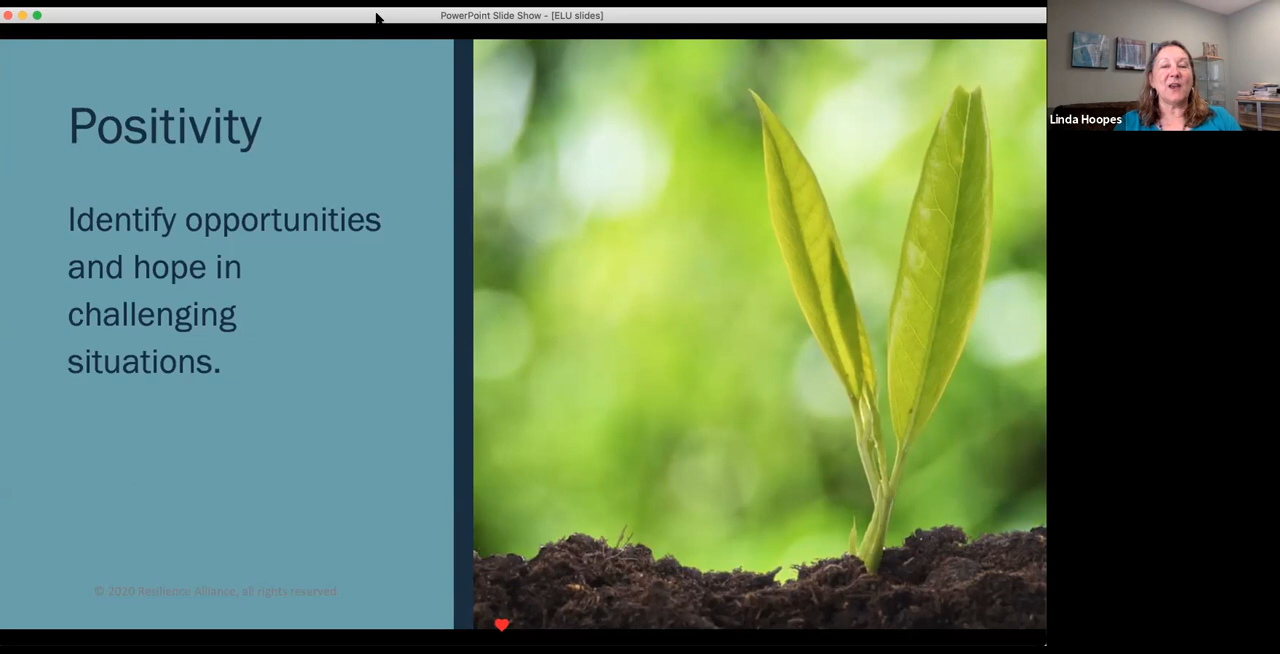 PowerPoint Slide Show - [ELU slides]
Positivity
Identify opportunities
and hope in
challenging
situations.
© 2020 Resilience Alliance, all rights reserved
Linda Hoopes